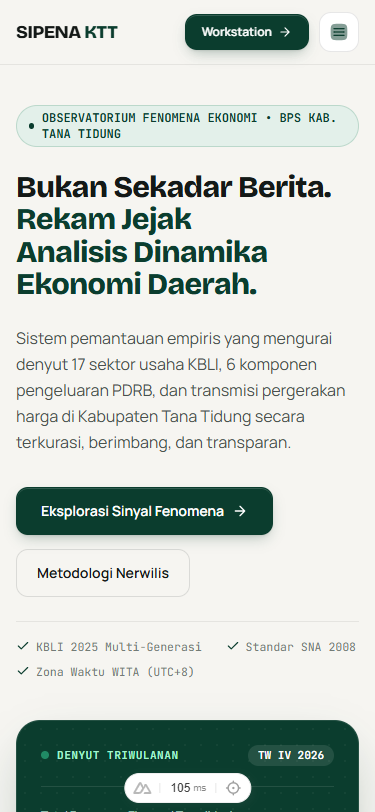 SIPENA KTT
Workstation →
OBSERVATORIUM FENOMENA EKONOMI • BPS KAB.
TANA TIDUNG
Bukan Sekadar Berita.
Rekam Jejak
Analisis Dinamika
Ekonomi Daerah.
Sistem pemantauan empiris yang mengurai
denyut 17 sektor usaha KBLI, 6 komponen
pengeluaran PDRB, dan transmisi pergerakan
harga di Kabupaten Tana Tidung secara
terkurasi, berimbang, dan transparan.
Eksplorasi Sinyal Fenomena →
Metodologi Nerwilis
✓ KBLI 2025 Multi-Generasi ✓ Standar SNA 2008
✓ Zona Waktu WITA (UTC+8)
DENYUT TRIWULANAN TW IV 2026
105 ms